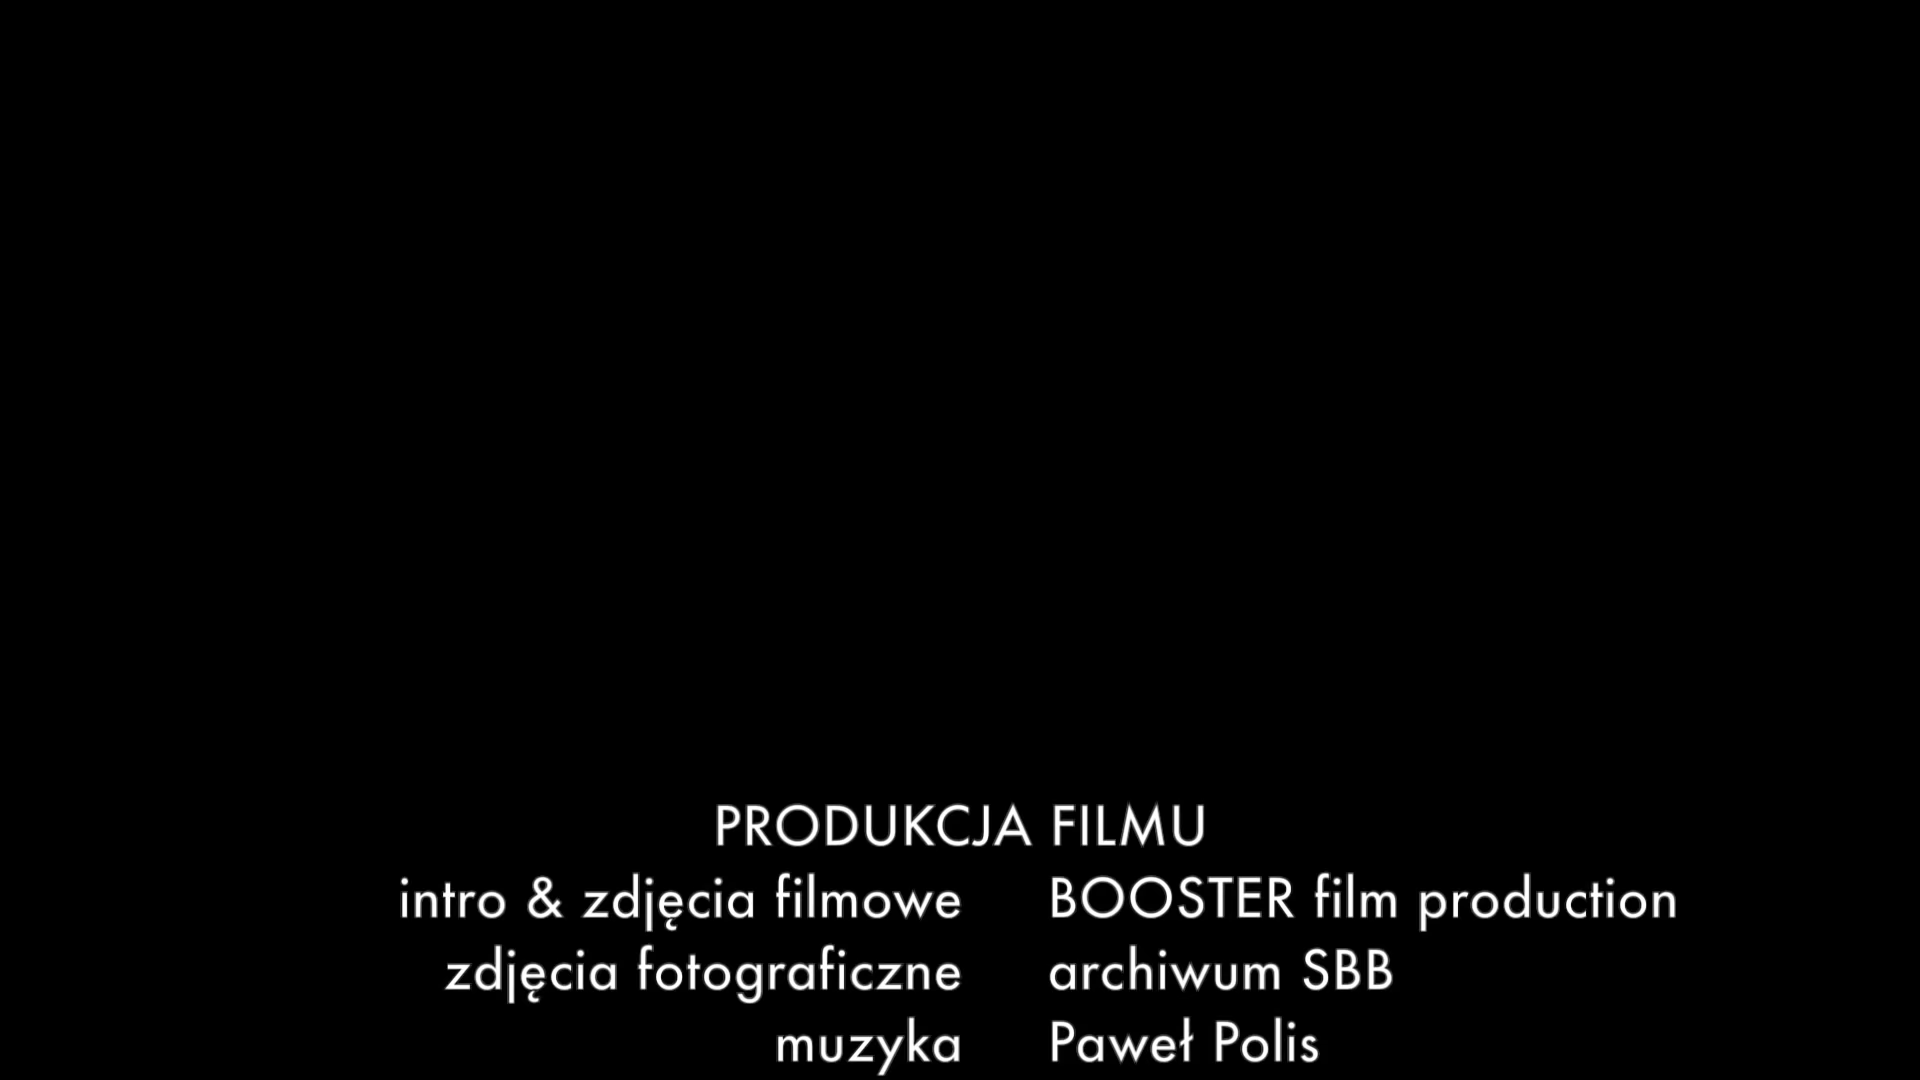 PRODUKCJA FILMU
intro & zdjęcia filmowe BOOSTER film production
zdjęcia fotograficzne archiwum SBB
muzyka Paweł Polis